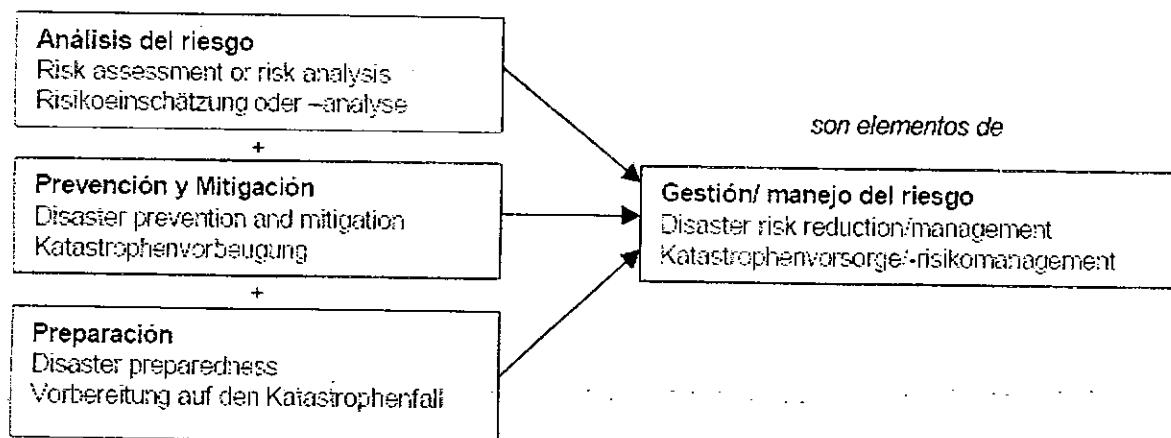 Análisis del riesgo
Risk assessment or risk analysis
Risikoeinschätzung oder –analyse
+
Prevención y Mitigación
Disaster prevention and mitigation
Katastrophenvorbeugung
+
Preparación
Disaster preparedness
Vorbereitung auf den Katastrophenfall
son elementos de
Gestión/ manejo del riesgo
Disaster risk reduction/management
Katastrophenvorsorge/-risikomanagement